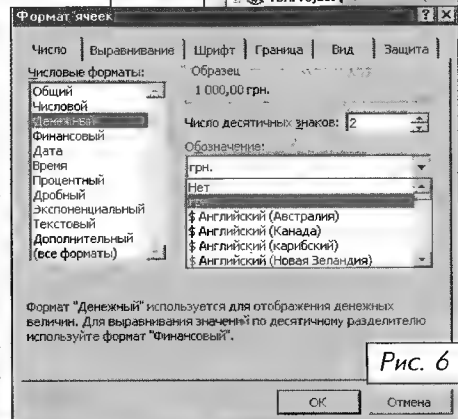 Формат ячеек
Число Выравнивание Шрифт Граница Вид Защита
Числовые форматы:
Общий
Числовой
Денежный
Финансовый
Дата
Время
Процентный
Дробный
Экспоненциальный
Текстовый
Дополнительный
(все форматы)
Образец
1 000,00 грн.
Число десятичных знаков: 2
Обозначение:
грн.
Нет
грн.
$ Английский (Австралия)
$ Английский (Канада)
$ Английский (карибский)
$ Английский (Новая Зеландия)
Формат "Денежный" используется для отображения денежных
величин. Для выравнивания значений по десятичному разделителю
используйте формат "Финансовый".
Рис. 6
OK Отмена